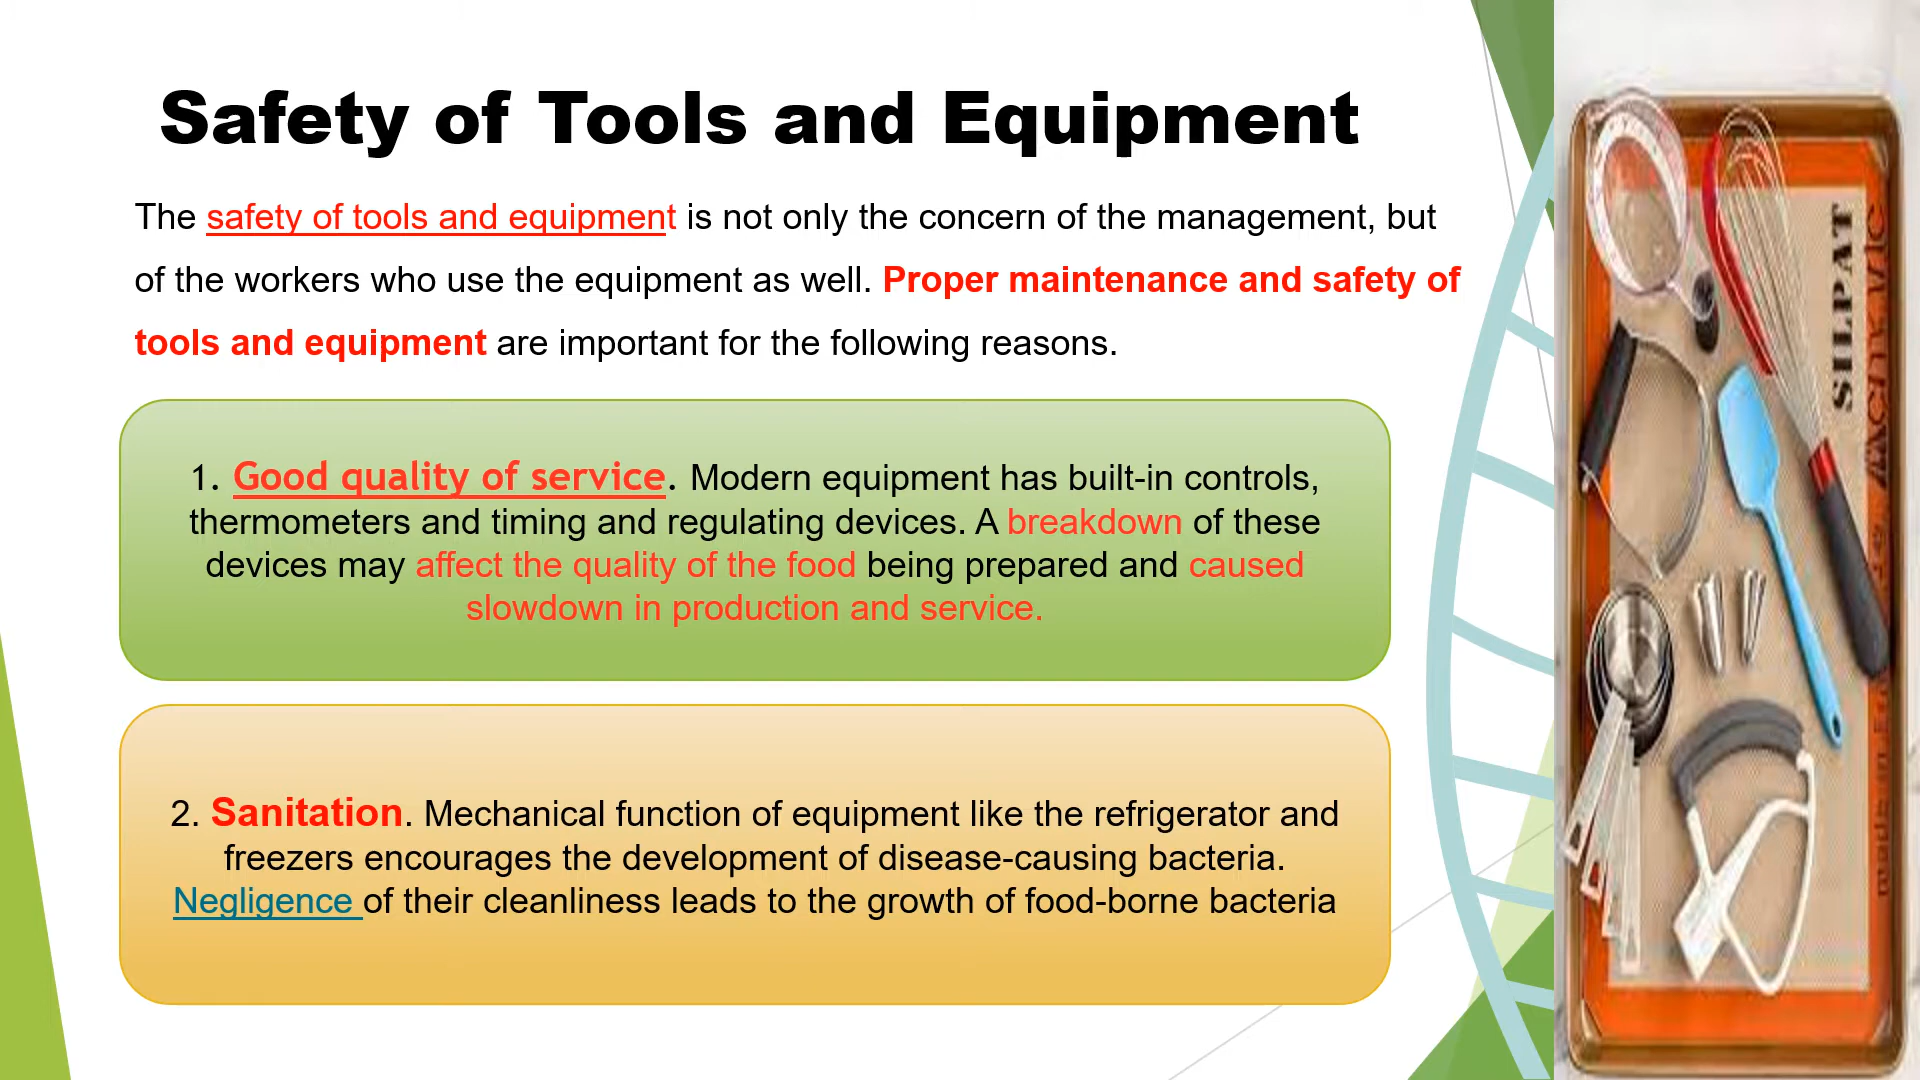 Safety of Tools and Equipment
The safety of tools and equipment is not only the concern of the management, but
of the workers who use the equipment as well. Proper maintenance and safety of
tools and equipment are important for the following reasons.
1. Good quality of service. Modern equipment has built-in controls,
thermometers and timing and regulating devices. A breakdown of these
devices may affect the quality of the food being prepared and caused
slowdown in production and service.
2. Sanitation. Mechanical function of equipment like the refrigerator and
freezers encourages the development of disease-causing bacteria.
Negligence of their cleanliness leads to the growth of food-borne bacteria
SILPAT
made in